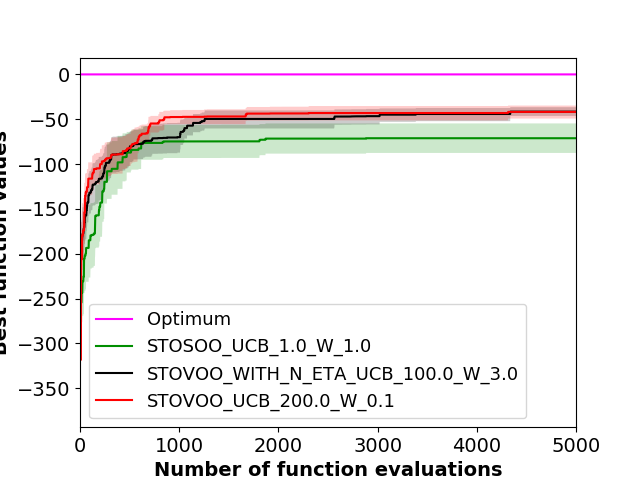 0
−50
−100
−150
−200
−250
−300
−350
Optimum
STOSOO_UCB_1.0_W_1.0
STOVOO_WITH_N_ETA_UCB_100.0_W_3.0
STOVOO_UCB_200.0_W_0.1
0 1000 2000 3000 4000 5000
Number of function evaluations
Best function values